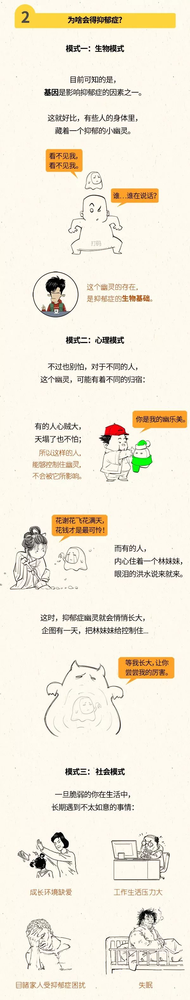 2
为啥会得抑郁症?
模式一：生物模式
目前可知的是，
基因是影响抑郁症的因素之一。
这就好比，有些人的身体里，
藏着一个抑郁的小幽灵。
看不见我，
看不见我。
谁…谁在说话?
打码
这个幽灵的存在，
是抑郁症的生物基础。
模式二：心理模式
不过也别怕，对于不同的人，
这个幽灵，可能有着不同的归宿：
你是我的幽乐美。
有的人心贼大，
天塌了也不怕；
所以这样的人，
能够控制住幽灵，
不会被它所影响。
花谢花飞花满天，
花钱才是最可怜！
而有的人，
内心住着一个林妹妹，
眼泪的洪水说来就来。
这时，抑郁症幽灵就会悄悄长大，
企图有一天，把林妹妹给控制住...
等我长大，让你
尝尝我的厉害。
模式三： 社会模式
一旦脆弱的你在生活中，
长期遇到不太如意的事情：
成长环境缺爱
工作生活压力大
目睹家人受抑郁症困扰
失眠